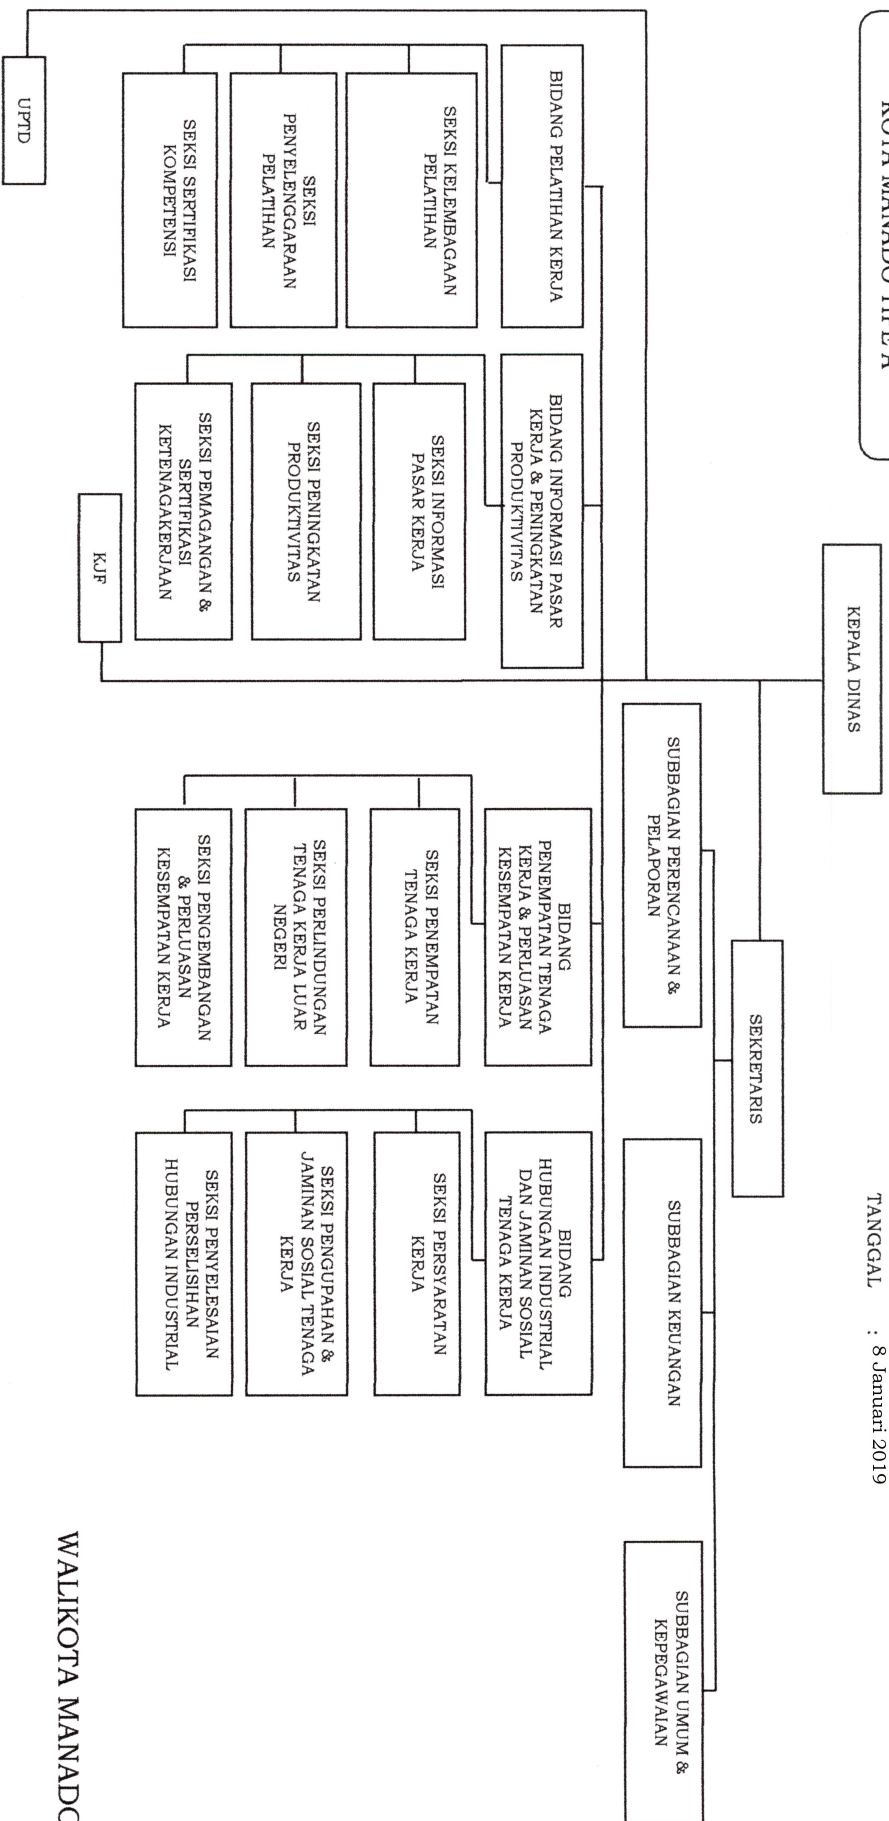 KOTA MANADO TIPE A
TANGGAL : 8 Januari 2019
KEPALA DINAS
SEKRETARIS
SUBBAGIAN PERENCANAAN &
PELAPORAN
SUBBAGIAN KEUANGAN
SUBBAGIAN UMUM &
KEPEGAWAIAN
BIDANG PELATIHAN KERJA
SEKSI KELEMBAGAAN
PELATIHAN
SEKSI
PENYELENGGARAAN
PELATIHAN
SEKSI SERTIFIKASI
KOMPETENSI
BIDANG INFORMASI PASAR
KERJA & PENINGKATAN
PRODUKTIVITAS
SEKSI INFORMASI
PASAR KERJA
SEKSI PENINGKATAN
PRODUKTIVITAS
SEKSI PEMAGANGAN &
SERTIFIKASI
KETENAGAKERJAAN
BIDANG
PENEMPATAN TENAGA
KERJA & PERLUASAN
KESEMPATAN KERJA
SEKSI PENEMPATAN
TENAGA KERJA
SEKSI PERLINDUNGAN
TENAGA KERJA LUAR
NEGERI
SEKSI PENGEMBANGAN
& PERLUASAN
KESEMPATAN KERJA
BIDANG
HUBUNGAN INDUSTRIAL
DAN JAMINAN SOSIAL
TENAGA KERJA
SEKSI PERSYARATAN
KERJA
SEKSI PENGUPAHAN &
JAMINAN SOSIAL TENAGA
KERJA
SEKSI PENYELESAIAN
PERSELISIHAN
HUBUNGAN INDUSTRIAL
UPTD
KJF
WALIKOTA MANADO